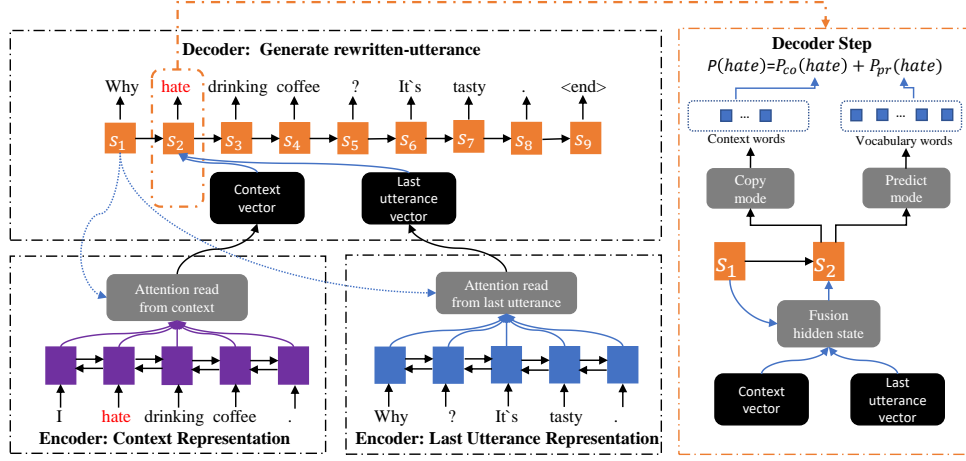 Decoder: Generate rewritten-utterance
Why hate drinking coffee ? It`s tasty . <end>
S1 S2 S3 S4 S5 S6 S7 S8 S9
Context
vector
Last
utterance
vector
Attention read
from context
I hate drinking coffee .
Encoder: Context Representation
Attention read
from last utterance
Why ? It`s tasty .
Encoder: Last Utterance Representation
Decoder Step
P(hate)=Pco(hate) + Ppr(hate)
... ...
Context words Vocabulary words
Copy
mode
Predict
mode
S1 S2
Fusion
hidden state
Context
vector
Last
utterance
vector